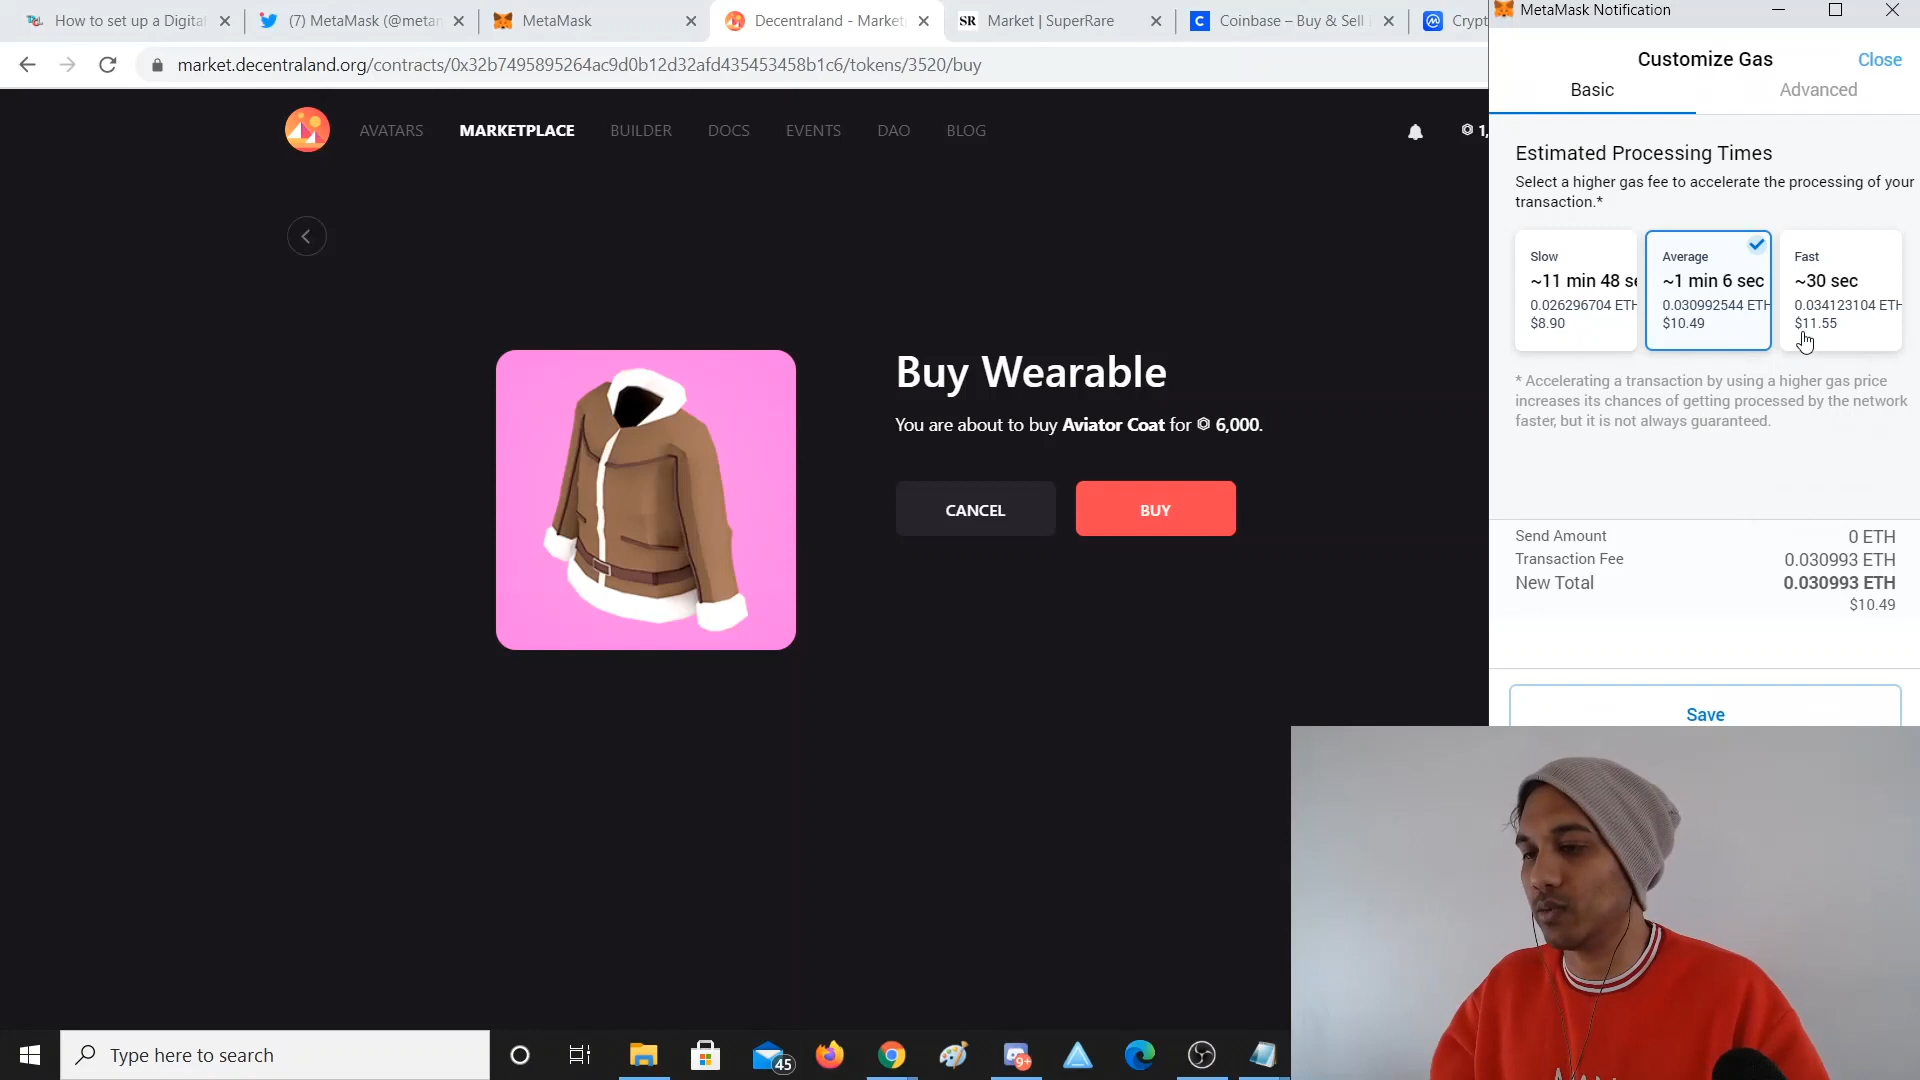 How to set up a Digital
(7) MetaMask (@metam
MetaMask
Decentraland - Market
SR
Market | SuperRare
C
Coinbase – Buy & Sell
Crypt
market.decentraland.org/contracts/0x32b7495895264ac9d0b12d32afd435453458b1c6/tokens/3520/buy
AVATARS
MARKETPLACE
BUILDER
DOCS
EVENTS
DAO
BLOG
1,
Buy Wearable
You are about to buy Aviator Coat for 6,000.
CANCEL
BUY
MetaMask Notification
Customize Gas
Close
Basic
Advanced
Estimated Processing Times
Select a higher gas fee to accelerate the processing of your
transaction.*
Slow
~11 min 48 se
0.026296704 ETH
$8.90
Average
~1 min 6 sec
0.030992544 ETH
$10.49
Fast
~30 sec
0.034123104 ETH
$11.55
* Accelerating a transaction by using a higher gas price
increases its chances of getting processed by the network
faster, but it is not always guaranteed.
Send Amount
0 ETH
Transaction Fee
0.030993 ETH
New Total
0.030993 ETH
$10.49
Save
Type here to search
45
9+